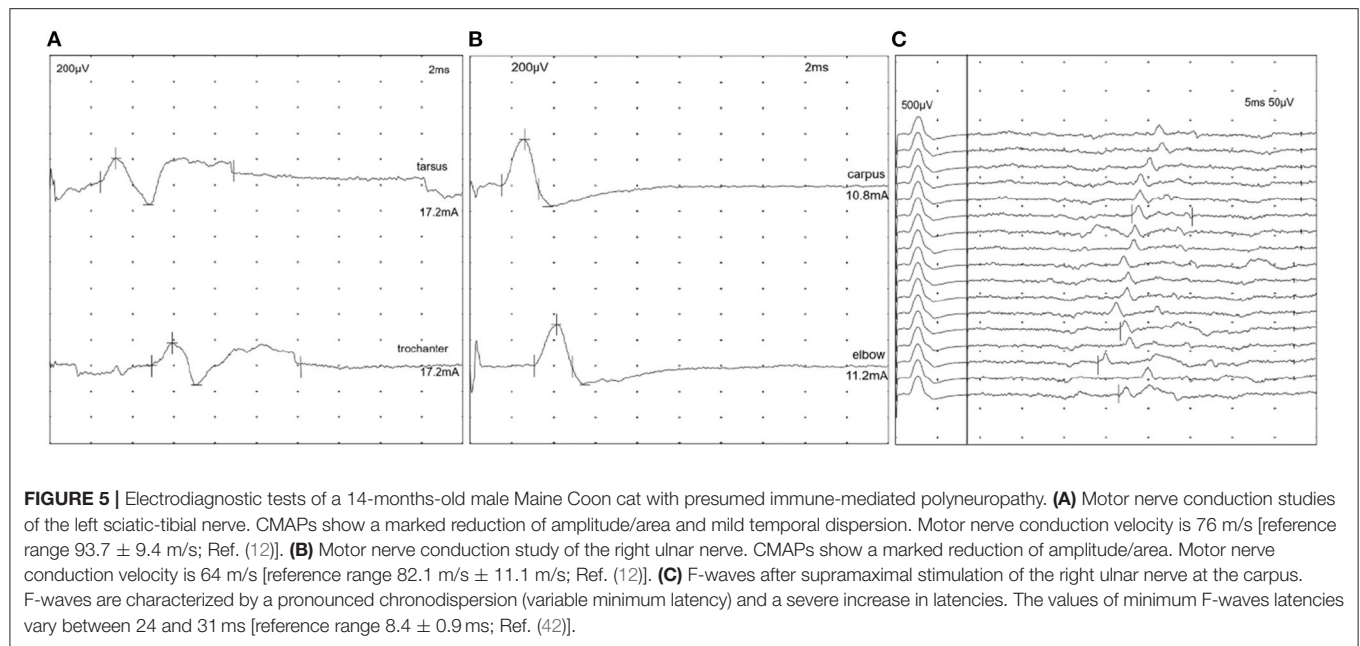 A
B
C
200µV
2ms
tarsus
17.2mA
trochanter
17.2mA
200µV
2ms
carpus
10.8mA
elbow
11.2mA
500µV
5ms 50µV
FIGURE 5 | Electrodiagnostic tests of a 14-months-old male Maine Coon cat with presumed immune-mediated polyneuropathy. (A) Motor nerve conduction studies
of the left sciatic-tibial nerve. CMAPs show a marked reduction of amplitude/area and mild temporal dispersion. Motor nerve conduction velocity is 76 m/s [reference
range 93.7 ± 9.4 m/s; Ref. (12)]. (B) Motor nerve conduction study of the right ulnar nerve. CMAPs show a marked reduction of amplitude/area. Motor nerve
conduction velocity is 64 m/s [reference range 82.1 m/s ± 11.1 m/s; Ref. (12)]. (C) F-waves after supramaximal stimulation of the right ulnar nerve at the carpus.
F-waves are characterized by a pronounced chronodispersion (variable minimum latency) and a severe increase in latencies. The values of minimum F-waves latencies
vary between 24 and 31 ms [reference range 8.4 ± 0.9 ms; Ref. (42)].